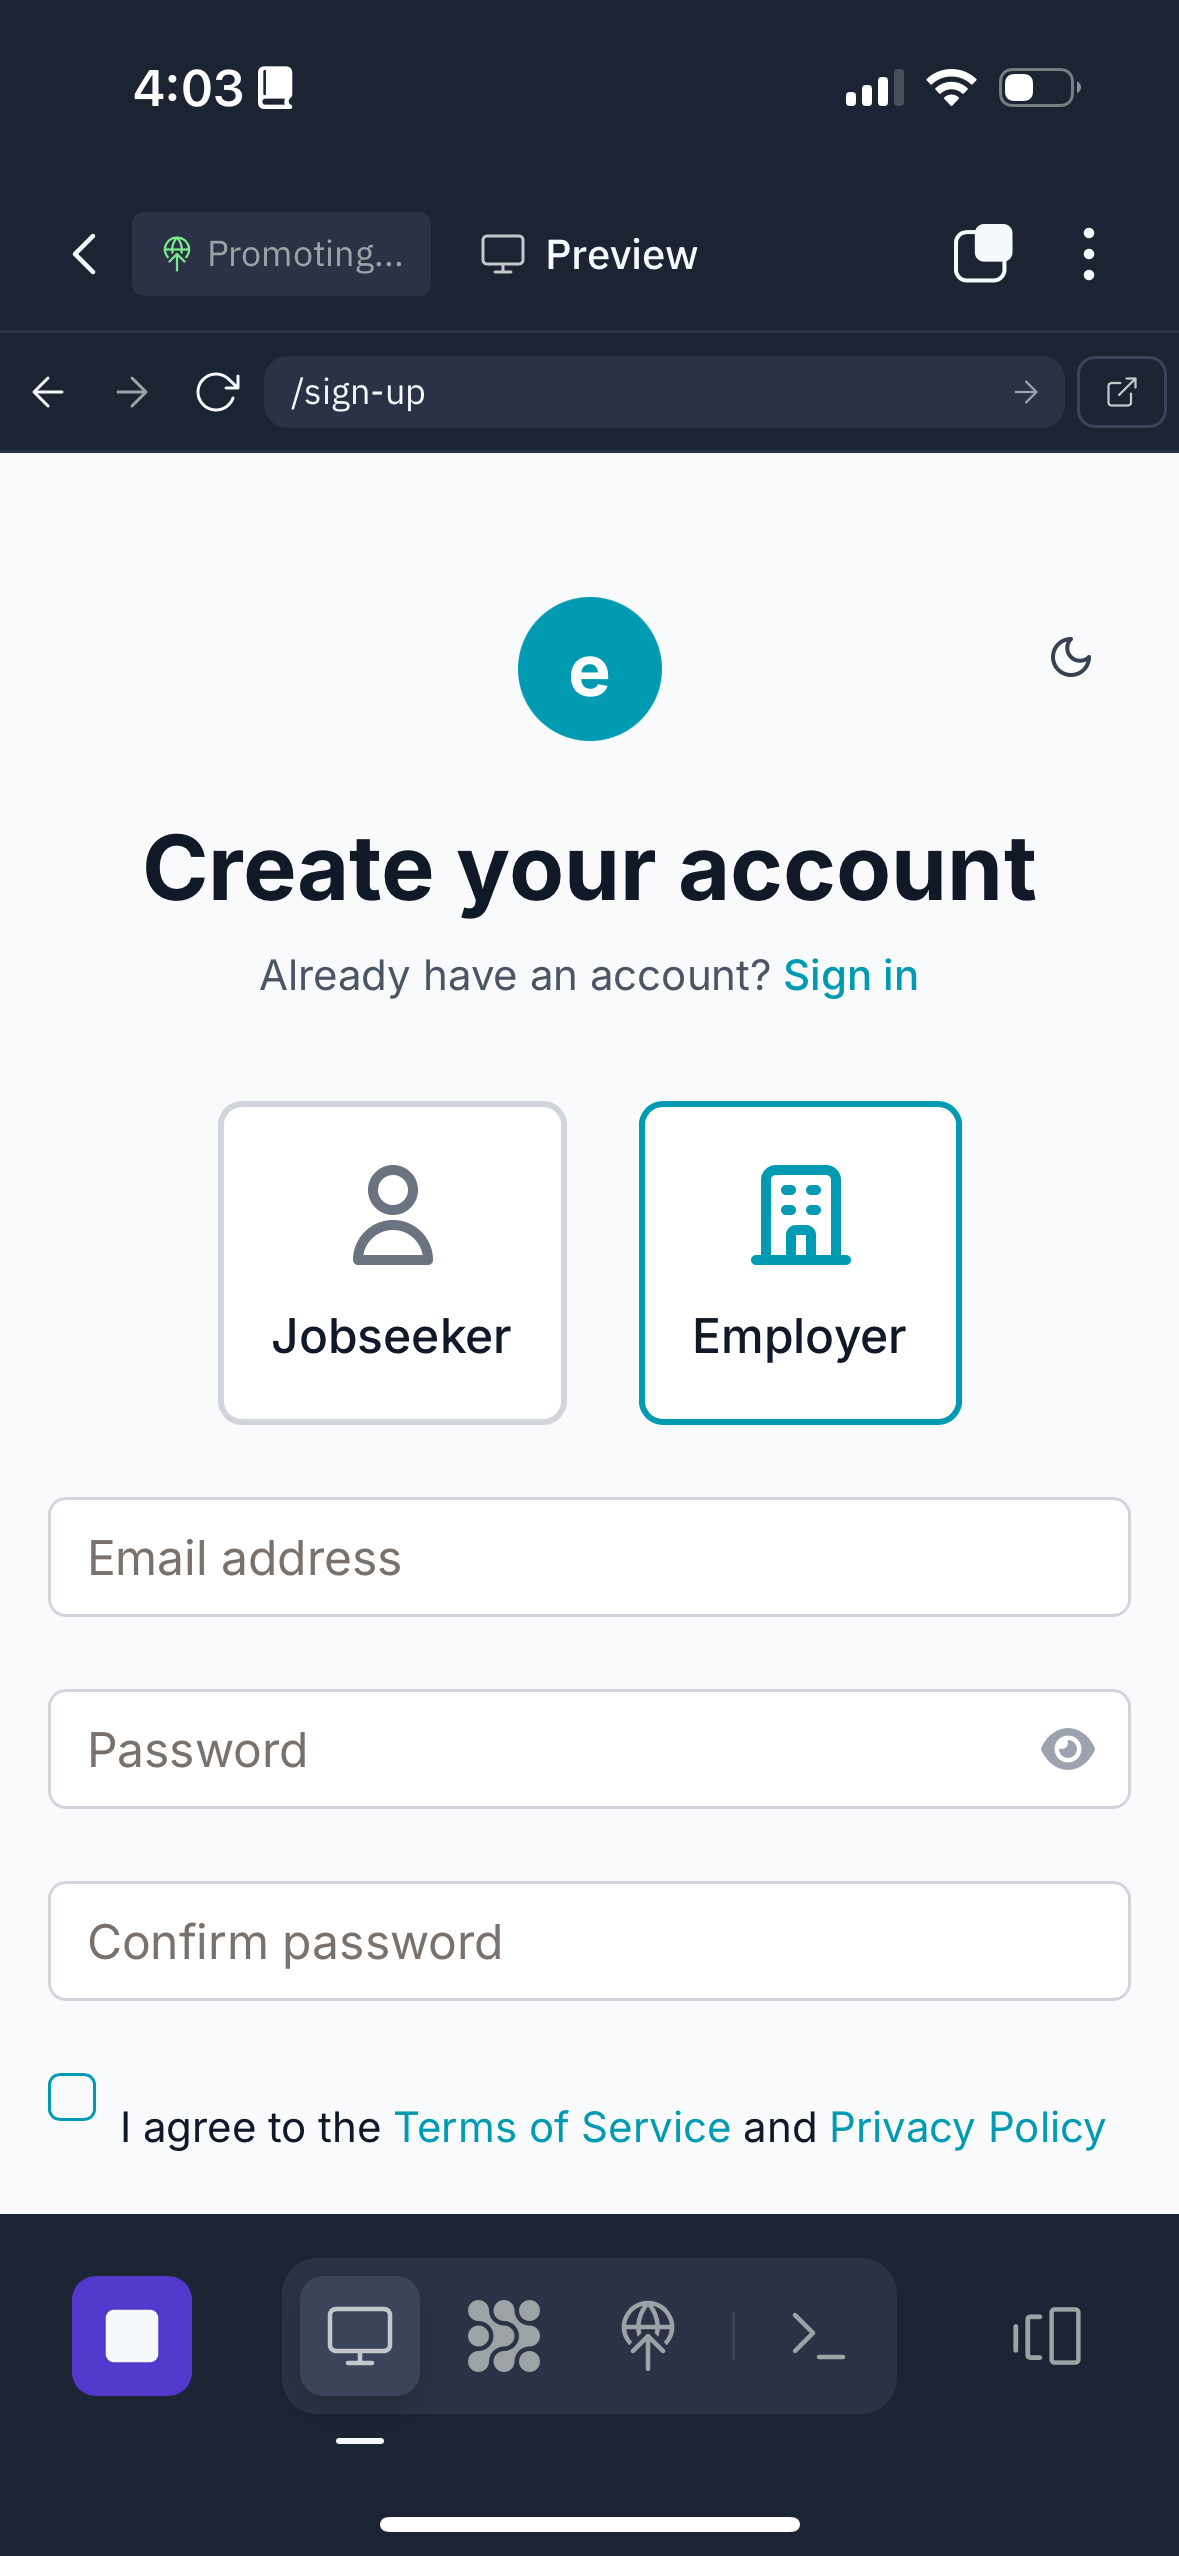 4:03
Promoting...
Preview
/sign-up
e
Create your account
Already have an account? Sign in
Jobseeker
Employer
Email address
Password
Confirm password
I agree to the Terms of Service and Privacy Policy